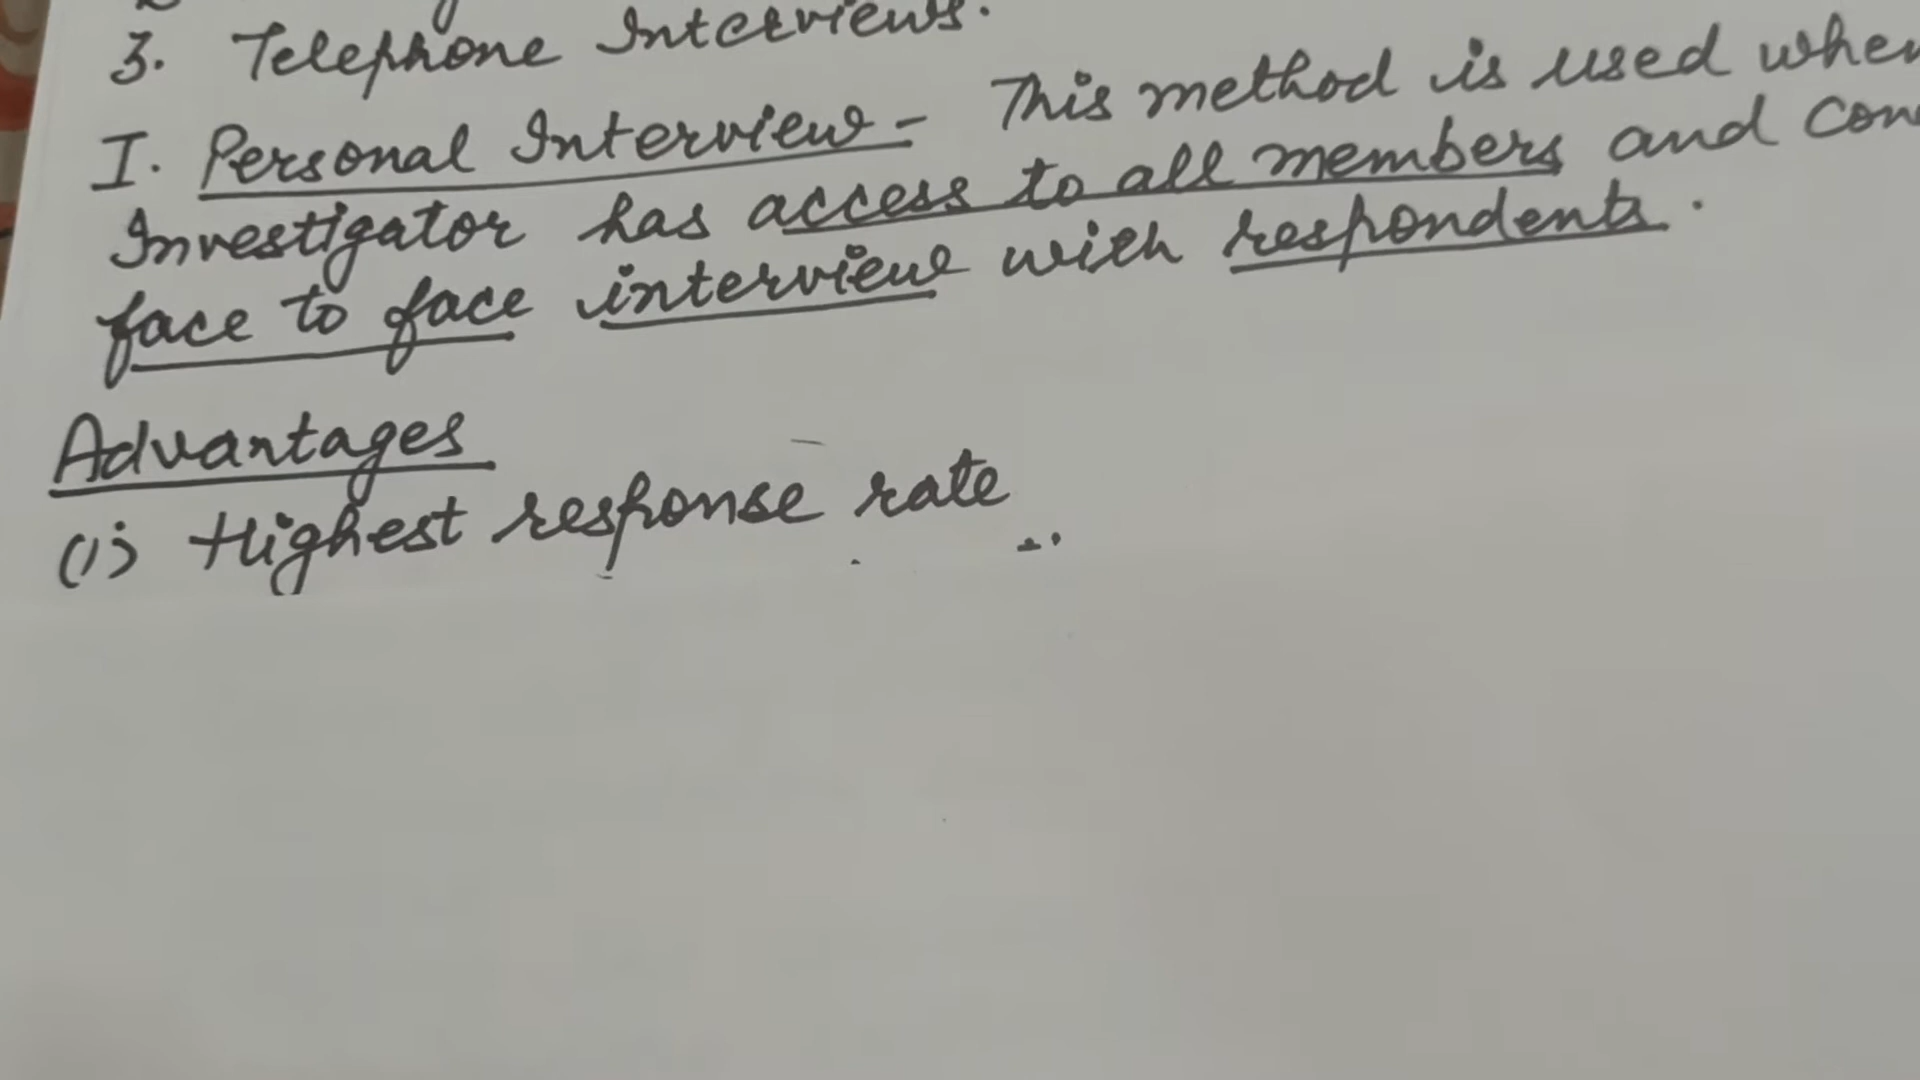 3. Telephone Interviews.
I. Personal Interview - This method is used when
Investigator has access to all members and con
face to face interview with respondents.
Advantages
(i) Highest response rate